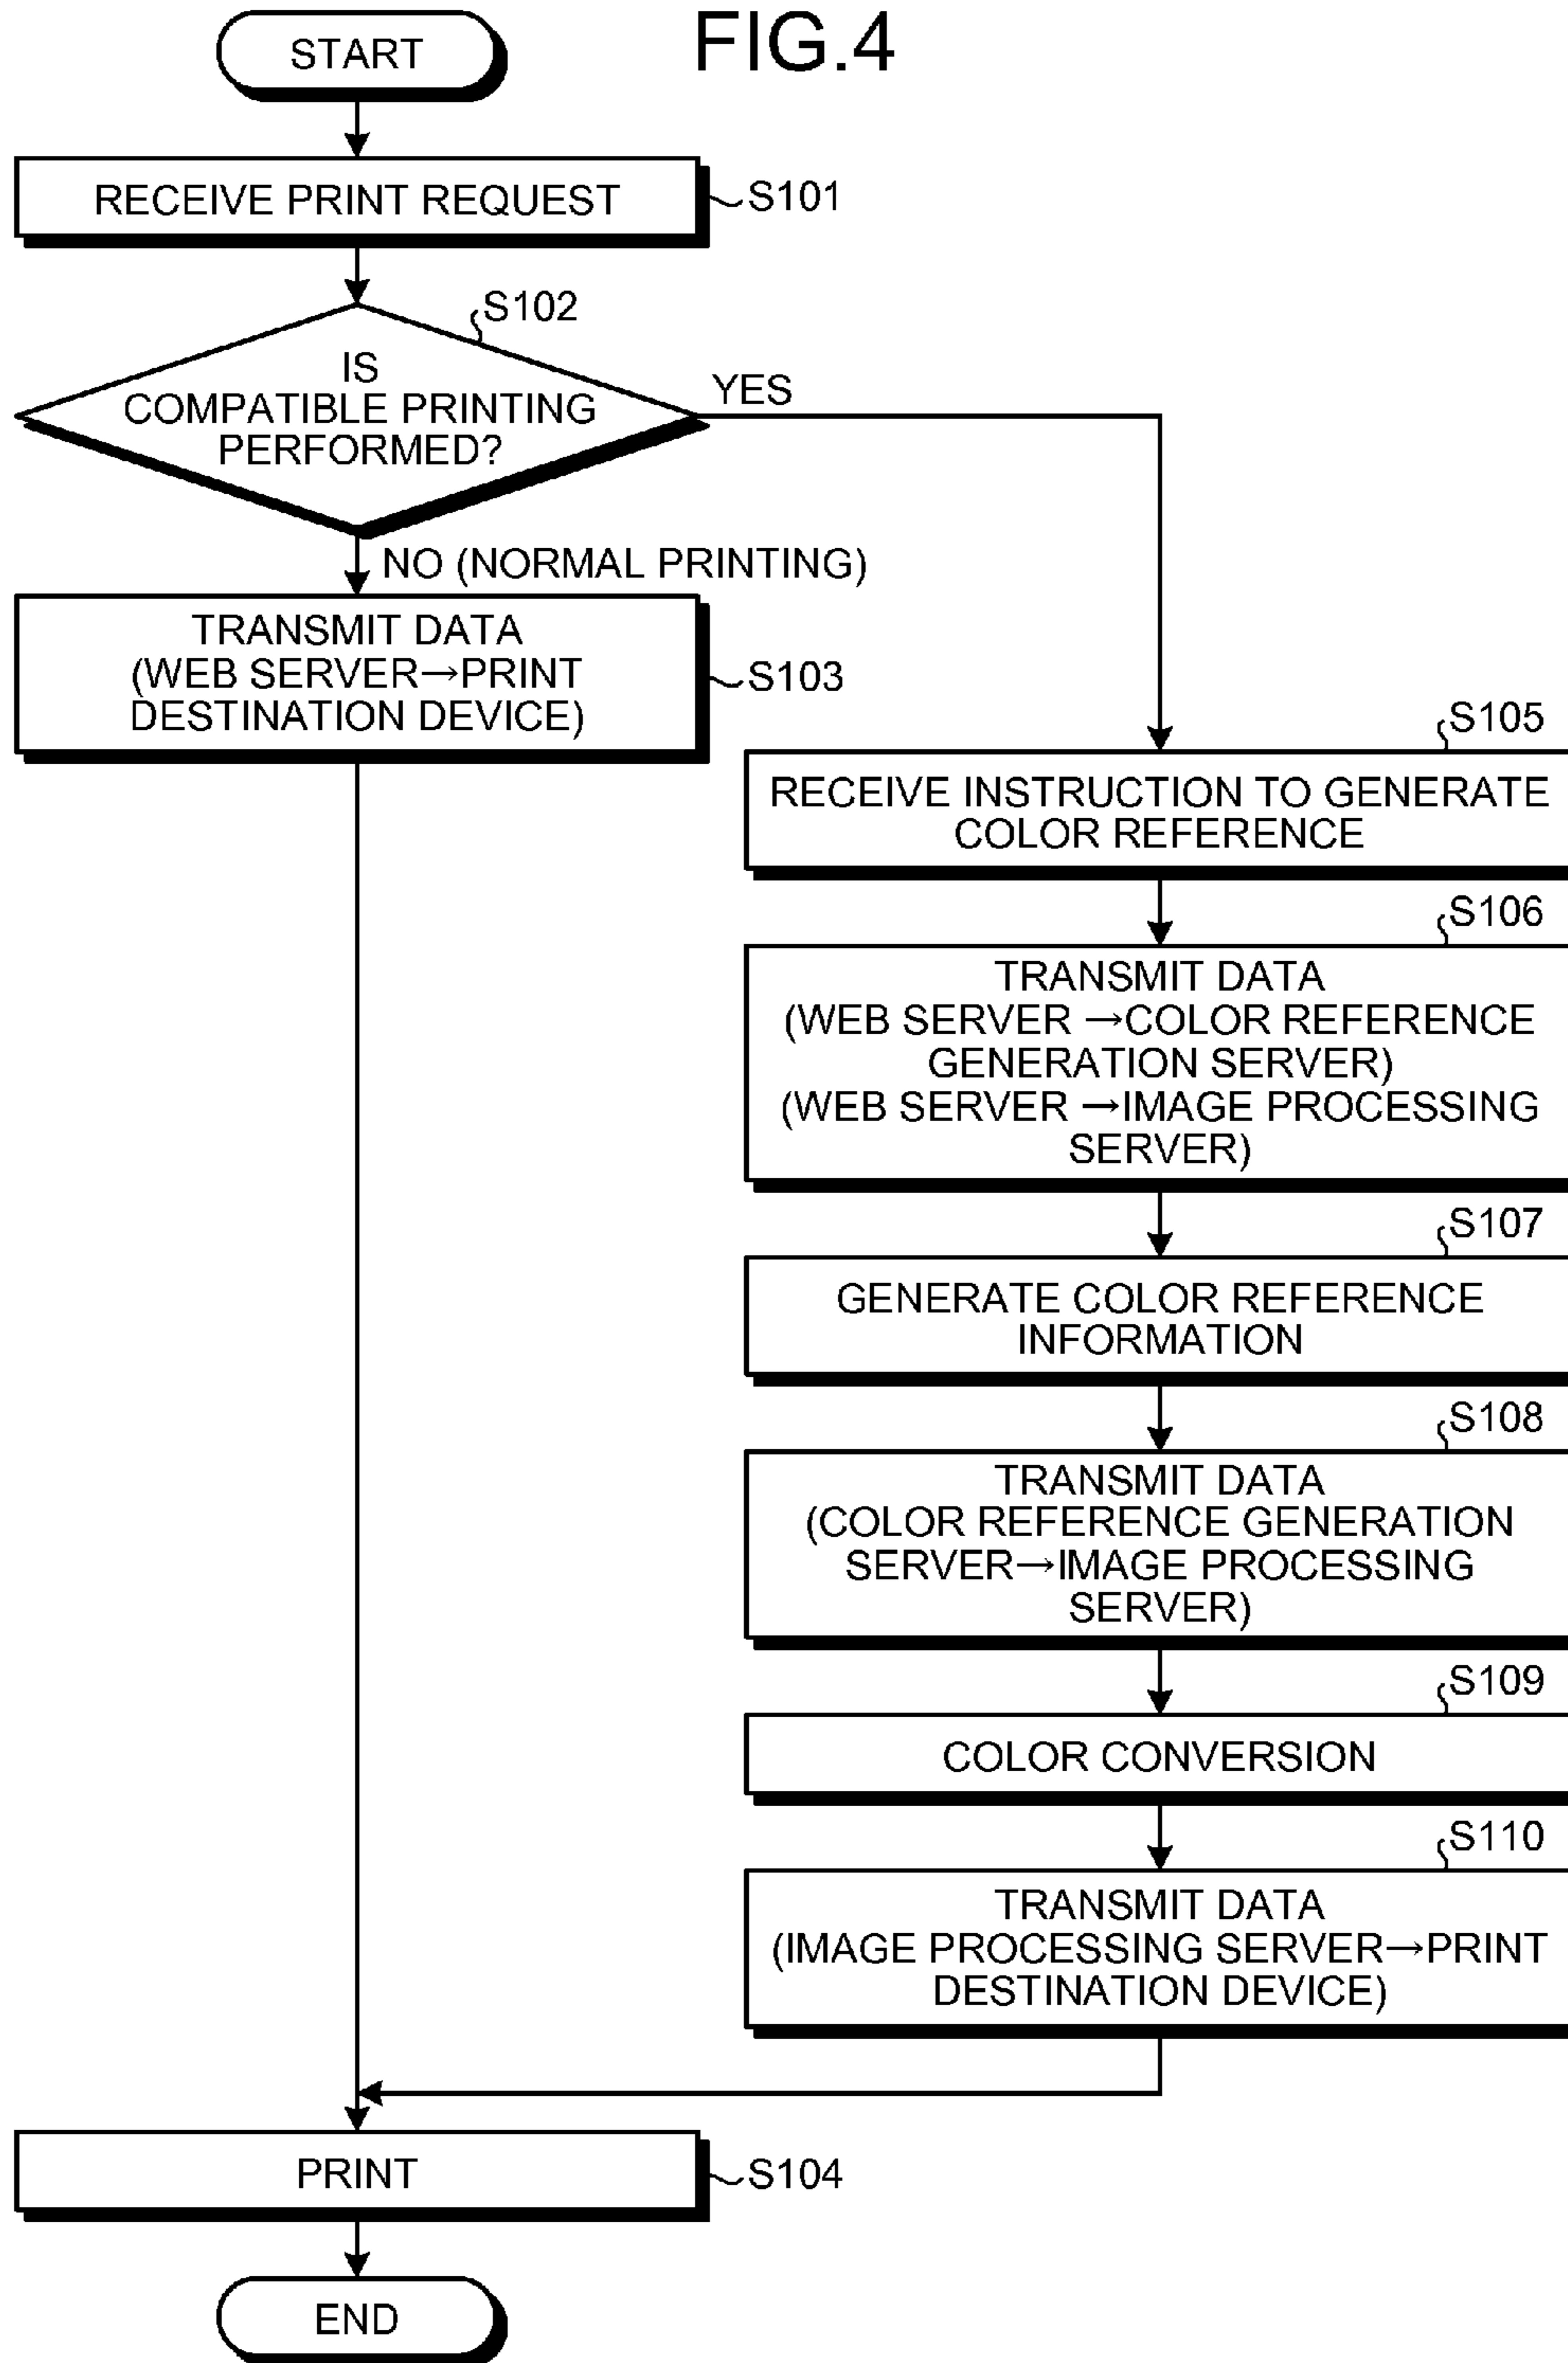 FIG.4
START
RECEIVE PRINT REQUEST
S101
S102
IS
COMPATIBLE PRINTING
PERFORMED?
YES
NO (NORMAL PRINTING)
TRANSMIT DATA
(WEB SERVER→PRINT
DESTINATION DEVICE)
S103
S105
RECEIVE INSTRUCTION TO GENERATE
COLOR REFERENCE
S106
TRANSMIT DATA
(WEB SERVER →COLOR REFERENCE
GENERATION SERVER)
(WEB SERVER →IMAGE PROCESSING
SERVER)
S107
GENERATE COLOR REFERENCE
INFORMATION
S108
TRANSMIT DATA
(COLOR REFERENCE GENERATION
SERVER→IMAGE PROCESSING
SERVER)
S109
COLOR CONVERSION
S110
TRANSMIT DATA
(IMAGE PROCESSING SERVER→PRINT
DESTINATION DEVICE)
PRINT
S104
END